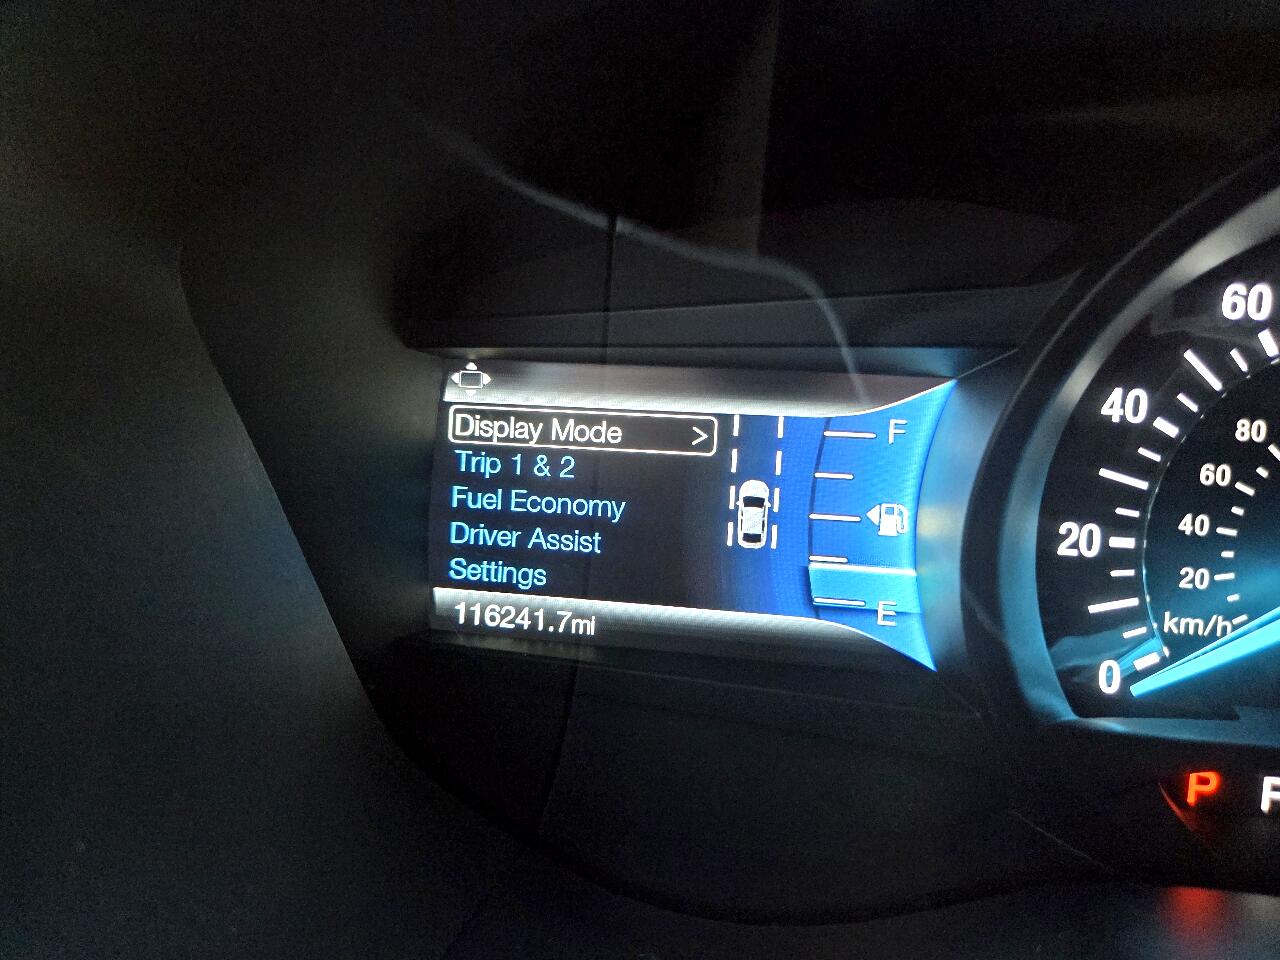 Display Mode >
Trip 1 & 2
Fuel Economy
Driver Assist
Settings
116241.7mi
F
E
60
40
20
0
80
60
40
20
km/h
P